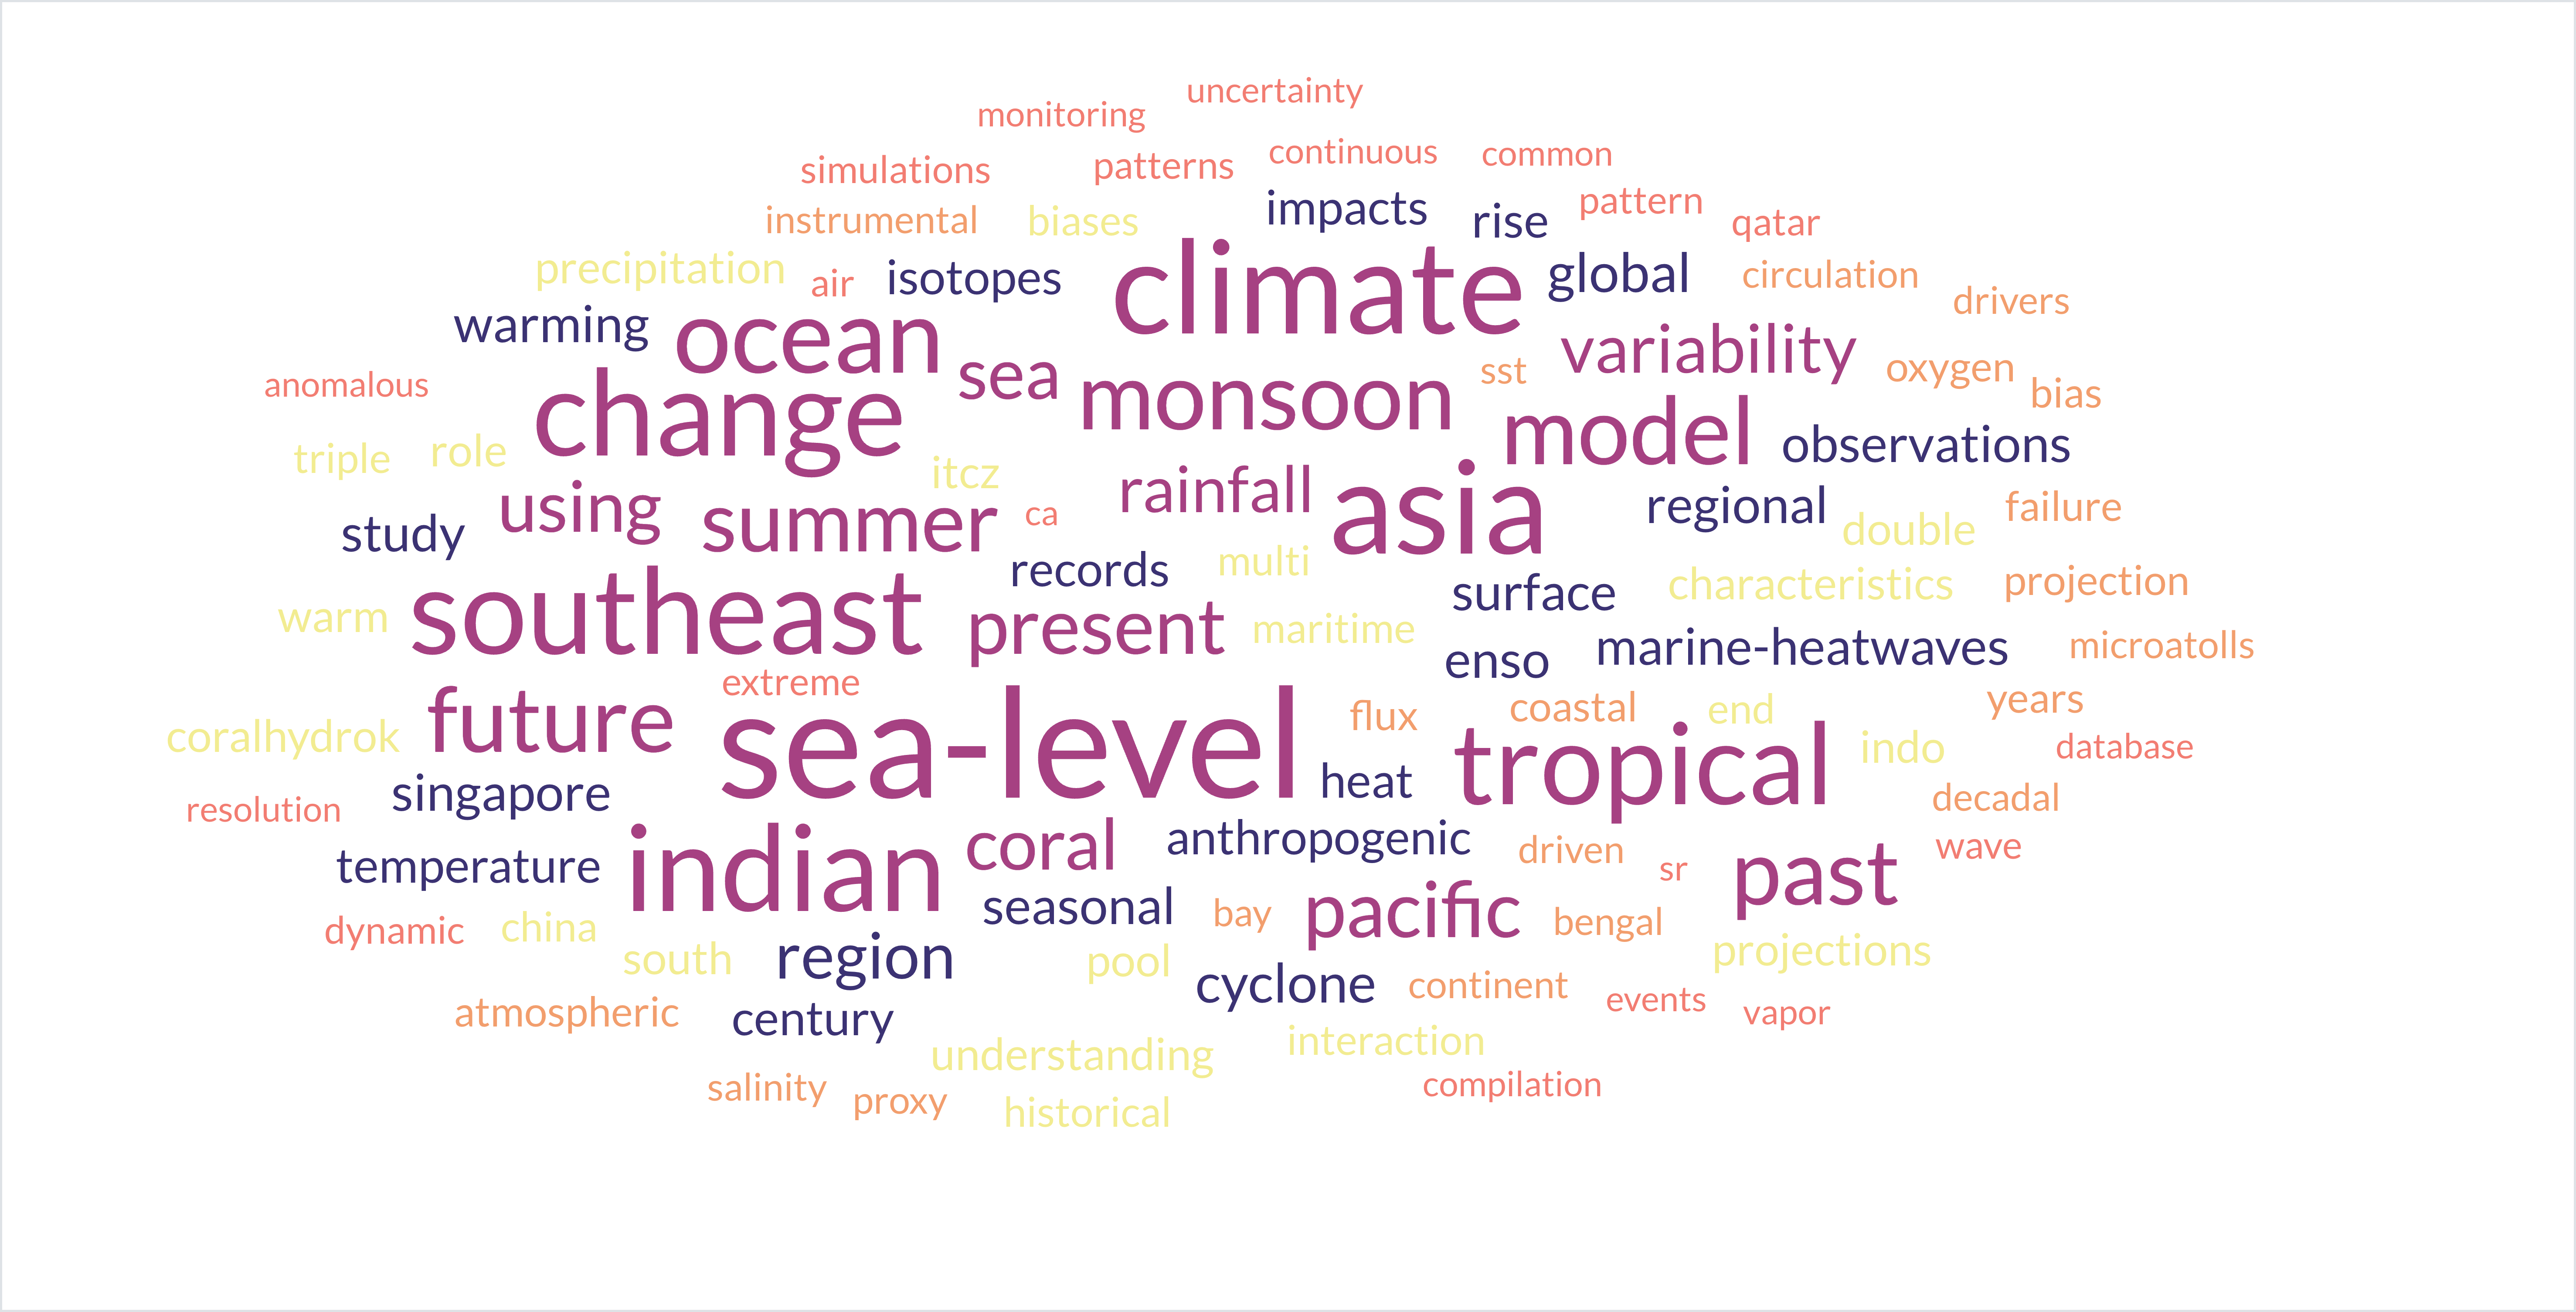 uncertainty
monitoring
continuous
common
simulations
patterns
impacts
rise
pattern
qatar
instrumental
biases
precipitation
air
isotopes
climate
global
circulation
drivers
warming
ocean
sea
monsoon
sst
variability
oxygen
bias
anomalous
change
model
observations
triple
role
itcz
rainfall
asia
regional
double
failure
study
using
summer
ca
records
multi
surface
characteristics
projection
warm
southeast
present
maritime
enso
marine-heatwaves
microatolls
extreme
future
sea-level
flux
coastal
end
years
coralhydrok
heat
tropical
indo
database
resolution
singapore
decadal
temperature
indian
coral
anthropogenic
driven
sr
past
wave
dynamic
china
seasonal
bay
pacific
bengal
projections
south
region
pool
cyclone
continent
events
vapor
atmospheric
century
understanding
interaction
salinity
proxy
historical
compilation